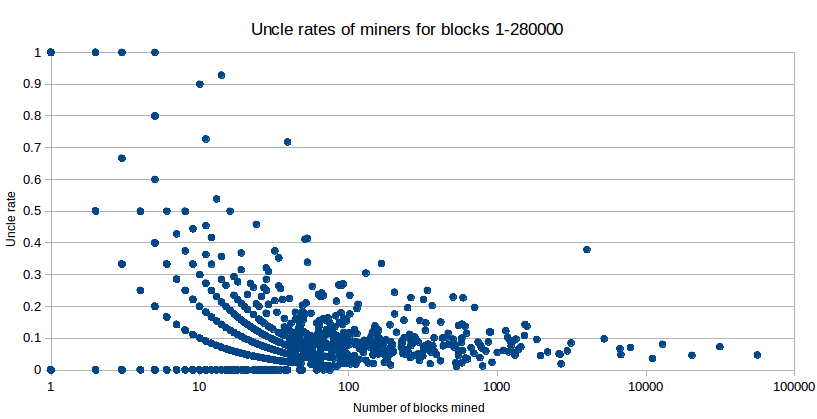 Uncle rates of miners for blocks 1-280000
1
0.9
0.8
0.7
0.6
0.5
0.4
0.3
0.2
0.1
0
Uncle rate
1 10 100 1000 10000 100000
Number of blocks mined